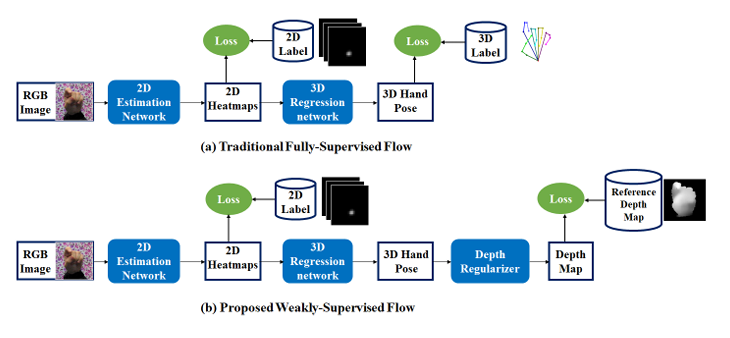 2D
Label
Loss
Loss
3D
Label
RGB
Image
2D
Estimation
Network
2D
Heatmaps
3D
Regression
network
3D Hand
Pose
(a) Traditional Fully-Supervised Flow
Loss
2D
Label
Loss
Reference
Depth
Map
RGB
Image
2D
Estimation
Network
2D
Heatmaps
3D
Regression
network
3D Hand
Pose
Depth
Regularizer
Depth
Map
(b) Proposed Weakly-Supervised Flow